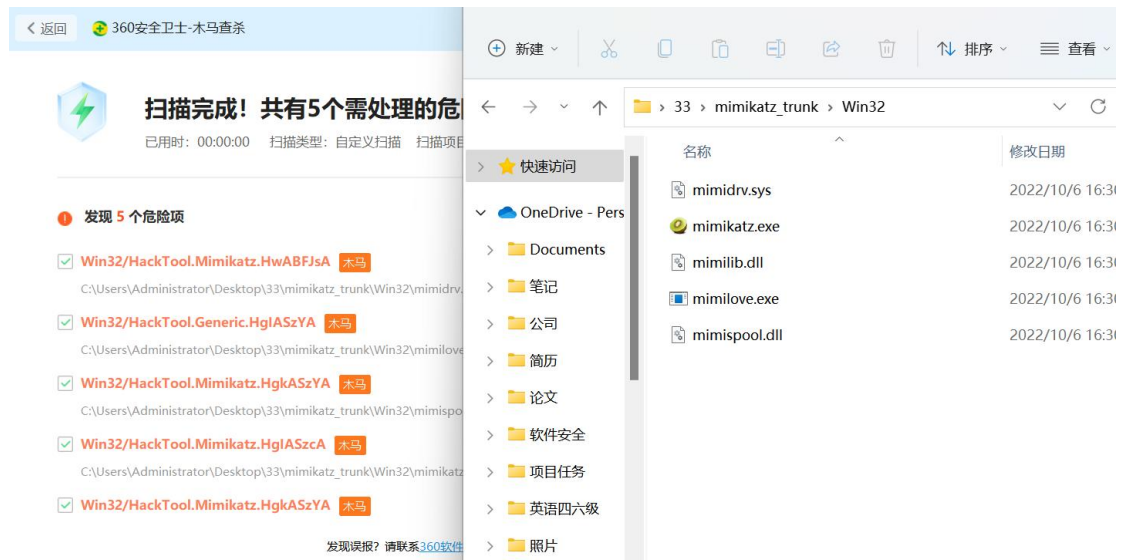 返回
360安全卫士-木马查杀
扫描完成！共有5个需处理的危
已用时：00:00:00 扫描类型：自定义扫描 扫描项目
发现 5 个危险项
Win32/HackTool.Mimikatz.HwABFJsA 木马
C:\Users\Administrator\Desktop\33\mimikatz_trunk\Win32\mimidrv.
Win32/HackTool.Generic.HgIASzYA 木马
C:\Users\Administrator\Desktop\33\mimikatz_trunk\Win32\mimilove
Win32/HackTool.Mimikatz.HgkASzYA 木马
C:\Users\Administrator\Desktop\33\mimikatz_trunk\Win32\mimispo
Win32/HackTool.Mimikatz.HgIASzcA 木马
C:\Users\Administrator\Desktop\33\mimikatz_trunk\Win32\mimikatz
Win32/HackTool.Mimikatz.HgkASzYA 木马
发现误报？请联系360软件
新建 排序 查看
33 › mimikatz_trunk › Win32
快速访问
OneDrive - Pers
Documents
笔记
公司
简历
论文
软件安全
项目任务
英语四六级
照片
名称 修改日期
mimidrv.sys 2022/10/6 16:30
mimikatz.exe 2022/10/6 16:30
mimilib.dll 2022/10/6 16:30
mimilove.exe 2022/10/6 16:30
mimispool.dll 2022/10/6 16:30